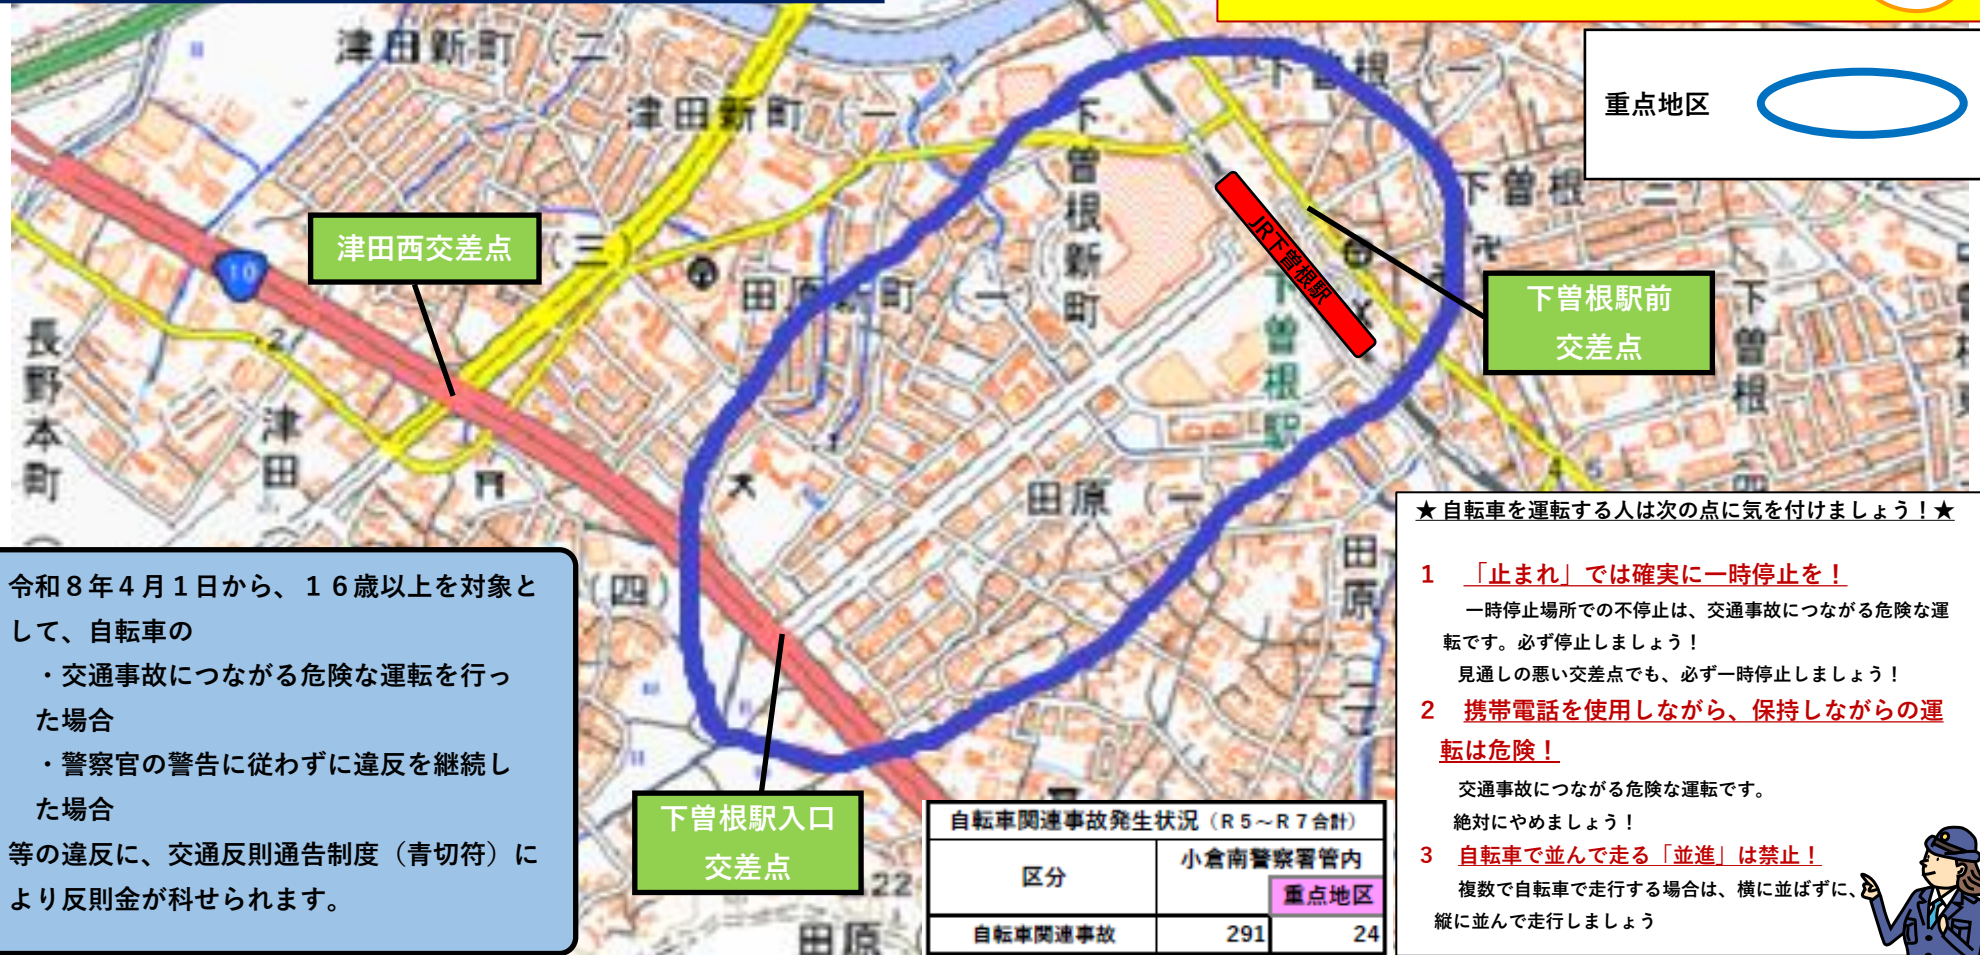 津田新町（二）
津田新町（一）
下曽根（一）
重点地区
下曽根新町
下曽根（三）
津田西交差点
（三）
10
田原新町（一）
JR下曽根駅
下曽根駅
下曽根駅前
交差点
下曽根（四
長野本町（
津田
田原（一）
田原（二）
（四）
令和８年４月１日から、１６歳以上を対象と
して、自転車の
・交通事故につながる危険な運転を行っ
た場合
・警察官の警告に従わずに違反を継続し
た場合
等の違反に、交通反則通告制度（青切符）に
より反則金が科せられます。
下曽根駅入口
交差点
22
田原（
自転車関連事故発生状況（R５～R７合計）
区分 小倉南警察署管内
重点地区
自転車関連事故 291 24
★自転車を運転する人は次の点に気を付けましょう！★
1 「止まれ」では確実に一時停止を！
一時停止場所での不停止は、交通事故につながる危険な運
転です。必ず停止しましょう！
見通しの悪い交差点でも、必ず一時停止しましょう！
2 携帯電話を使用しながら、保持しながらの運
転は危険！
交通事故につながる危険な運転です。
絶対にやめましょう！
3 自転車で並んで走る「並進」は禁止！
複数で自転車で走行する場合は、横に並ばずに、
縦に並んで走行しましょう